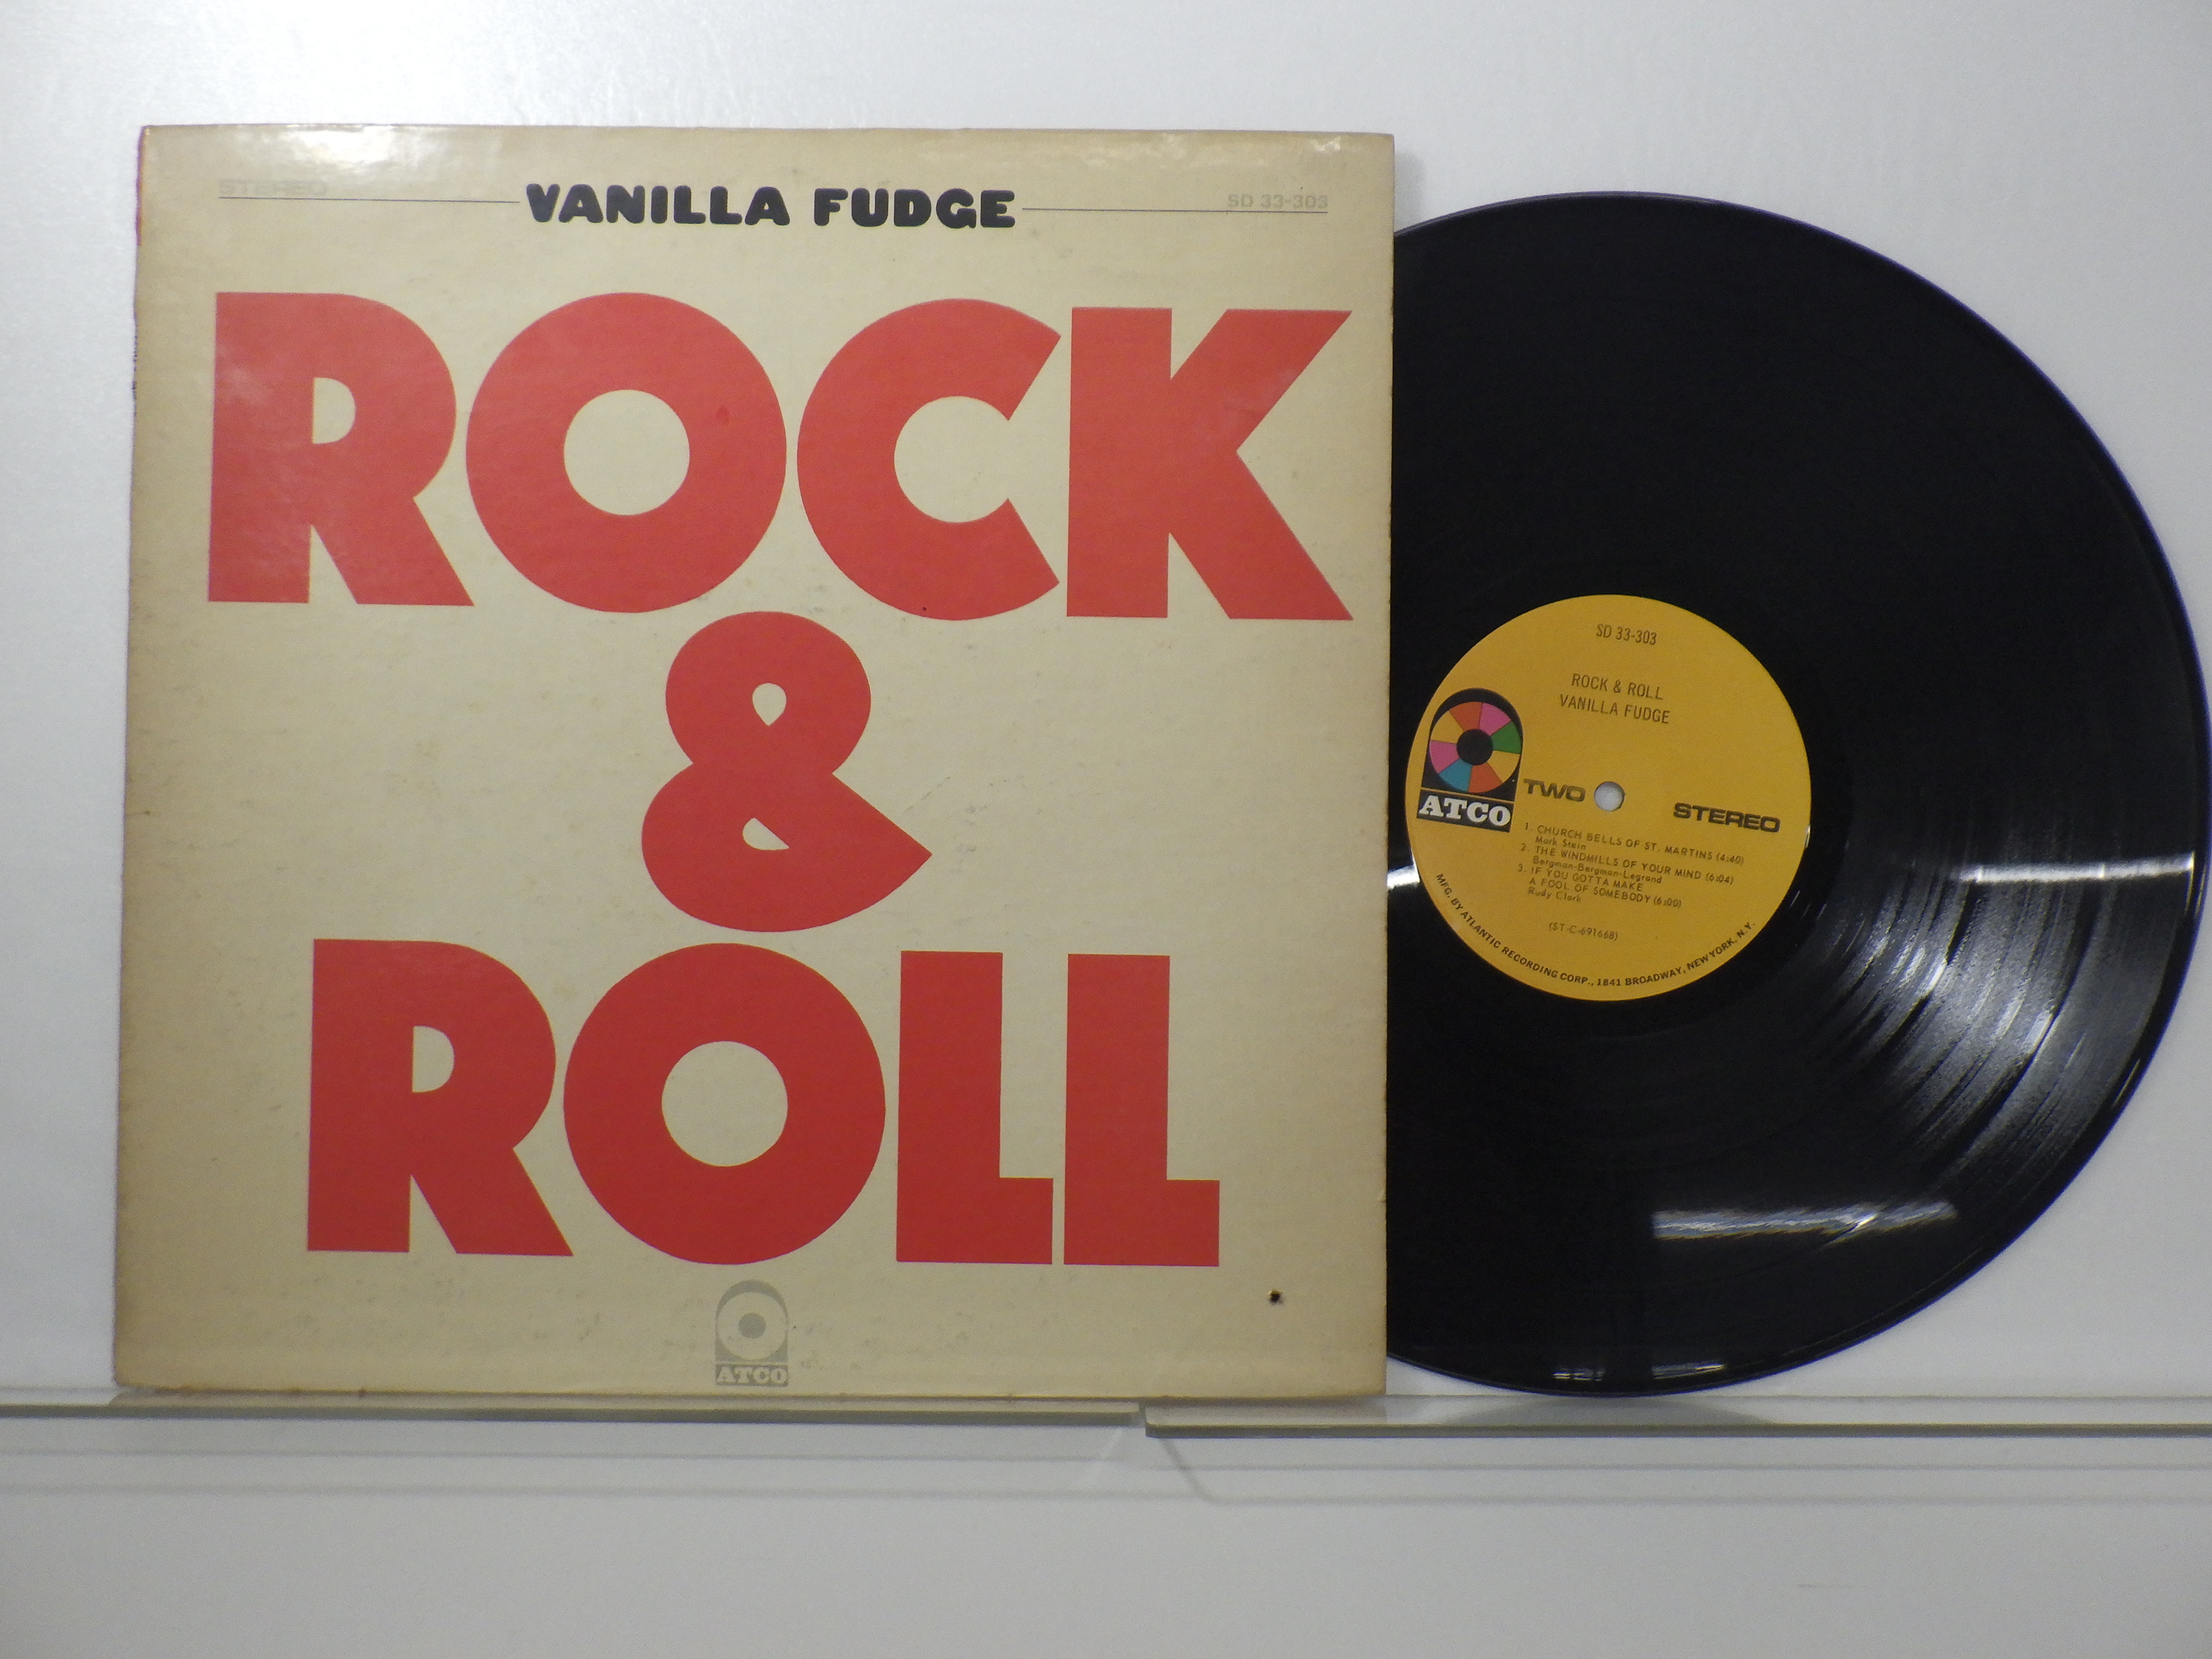 STEREO
VANILLA FUDGE
SD 33-303
ROCK
&
ROLL
ATCO
SD 33-303
ROCK & ROLL
VANILLA FUDGE
ATCO
TWO
STEREO
1. CHURCH BELLS OF ST. MARTINS (4:40)
Mark Stein
2. THE WINDMILLS OF YOUR MIND (6:04)
Bergman-Bergman-Legrand
3. IF YOU GOTTA MAKE
A FOOL OF SOMEBODY (6:00)
Rudy Clark
(ST-C-691668)
MFG. BY ATLANTIC RECORDING CORP., 1841 BROADWAY, NEW YORK, N.Y.